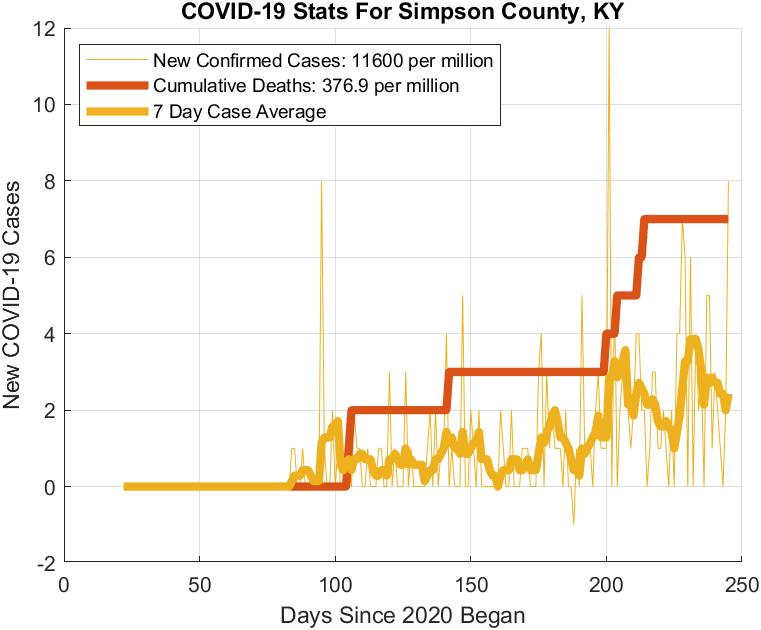 COVID-19 Stats For Simpson County, KY
New Confirmed Cases: 11600 per million
Cumulative Deaths: 376.9 per million
7 Day Case Average
New COVID-19 Cases
12
10
8
6
4
2
0
-2
0 50 100 150 200 250
Days Since 2020 Began